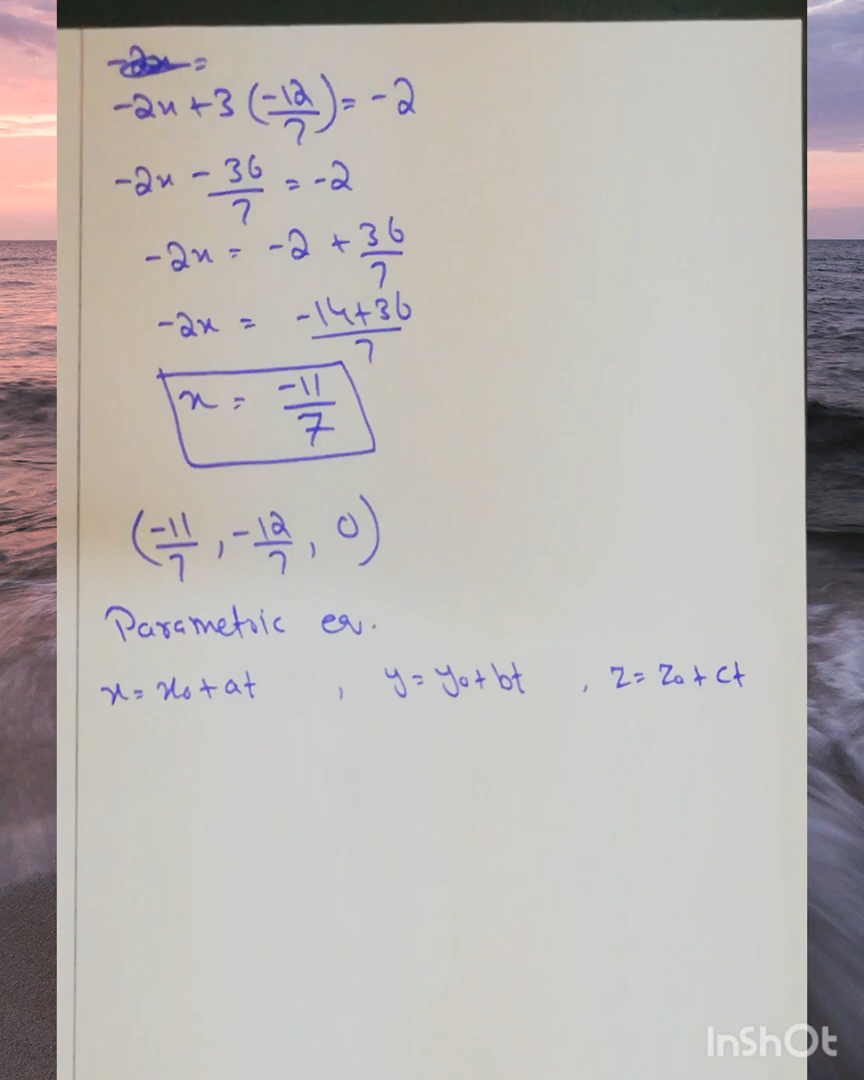 -2x =
-2x + 3 (-12/7) = -2
-2x - 36/7 = -2
-2x = -2 + 36/7
-2x = -14+36/7
x = -11/7
(-11/7, -12/7, 0)
Parametric eq.
x = x₀ + at , y = y₀ + bt , z = z₀ + ct
InShOt